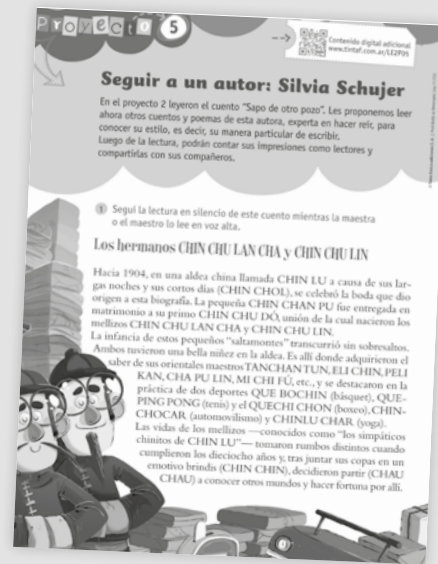 Proyecto 5
Contenido digital adicional
www.tintaf.com.ar/LE2P05
Seguir a un autor: Silvia Schujer
En el proyecto 2 leyeron el cuento "Sapo de otro pozo". Les proponemos leer
ahora otros cuentos y poemas de esta autora, experta en hacer reír, para
conocer su estilo, es decir, su manera particular de escribir.
Luego de la lectura, podrán contar sus impresiones como lectores y
compartirlas con sus compañeros.
1 Seguí la lectura en silencio de este cuento mientras la maestra
o el maestro lo lee en voz alta.
Los hermanos CHIN CHU LAN CHA y CHIN CHU LIN
Hacia 1904, en una aldea china llamada CHIN LU a causa de sus lar-
gas noches y sus cortos días (CHIN CHOL), se celebró la boda que dio
origen a esta biografía. La pequeña CHIN CHAN PU fue entregada en
matrimonio a su primo CHIN CHU DÓ, unión de la cual nacieron los
mellizos CHIN CHU LAN CHA y CHIN CHU LIN.
La infancia de estos pequeños "saltamontes" transcurrió sin sobresaltos.
Ambos tuvieron una bella niñez en la aldea. Es allí donde adquirieron el
saber de sus orientales maestros TANCHAN TUN, ELI CHIN, PELI
KAN, CHA PU LIN, MI CHI FÚ, etc., y se destacaron en la
práctica de dos deportes QUE BOCHIN (básquet), QUE-
PING PONG (tenis) y el QUECHI CHON (boxeo), CHIN-
CHOCAR (automovilismo) y CHINLU CHAR (yoga).
Las vidas de los mellizos —conocidos como "los simpáticos
chinitos de CHIN LU"— tomaron rumbos distintos cuando
cumplieron los dieciocho años y, tras juntar sus copas en un
emotivo brindis (CHIN CHIN), decidieron partir (CHAU
CHAU) a conocer otros mundos y hacer fortuna por allí.